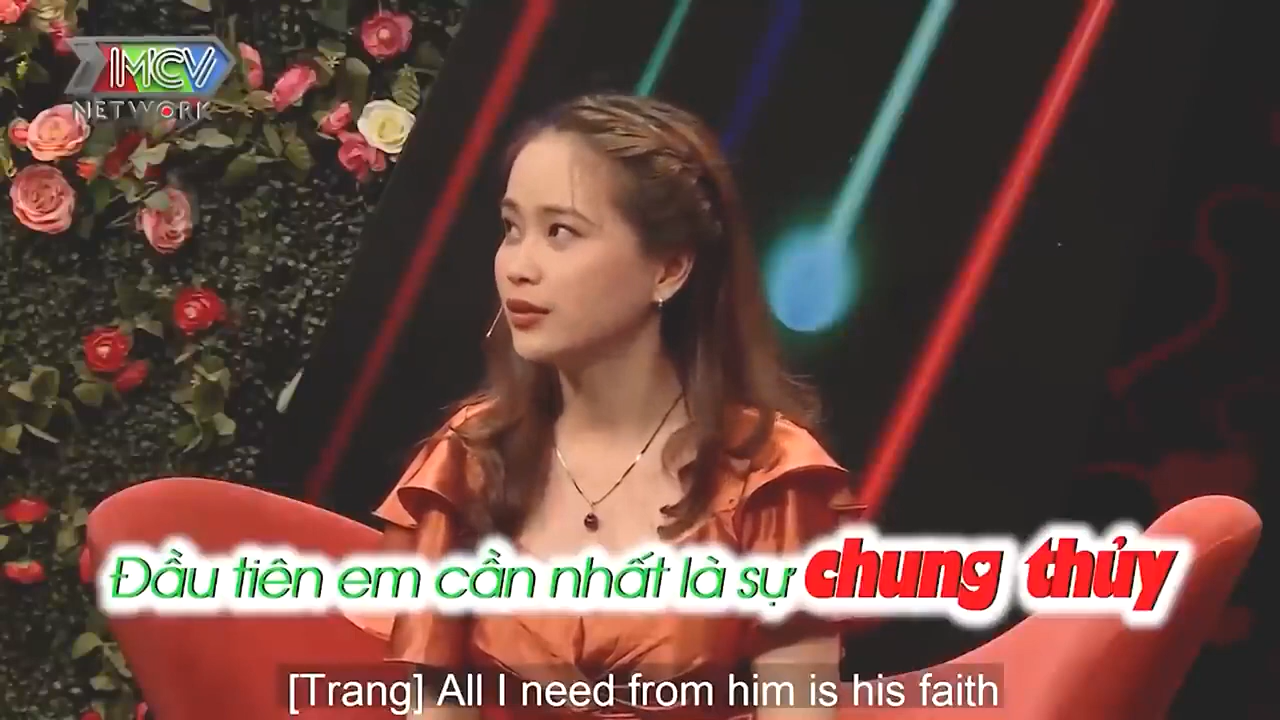 MCV
NETWORK
Đầu tiên em cần nhất là sự chung thủy
[Trang] All I need from him is his faith